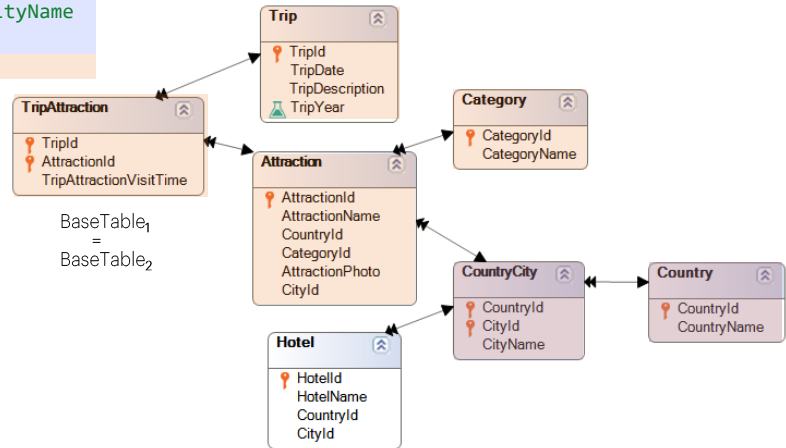 ityName
Trip
TripId
TripDate
TripDescription
TripYear
TripAttraction
TripId
AttractionId
TripAttractionVisitTime
Category
CategoryId
CategoryName
Attraction
AttractionId
AttractionName
CountryId
CategoryId
AttractionPhoto
CityId
BaseTable₁
=
BaseTable₂
CountryCity
CountryId
CityId
CityName
Country
CountryId
CountryName
Hotel
HotelId
HotelName
CountryId
CityId